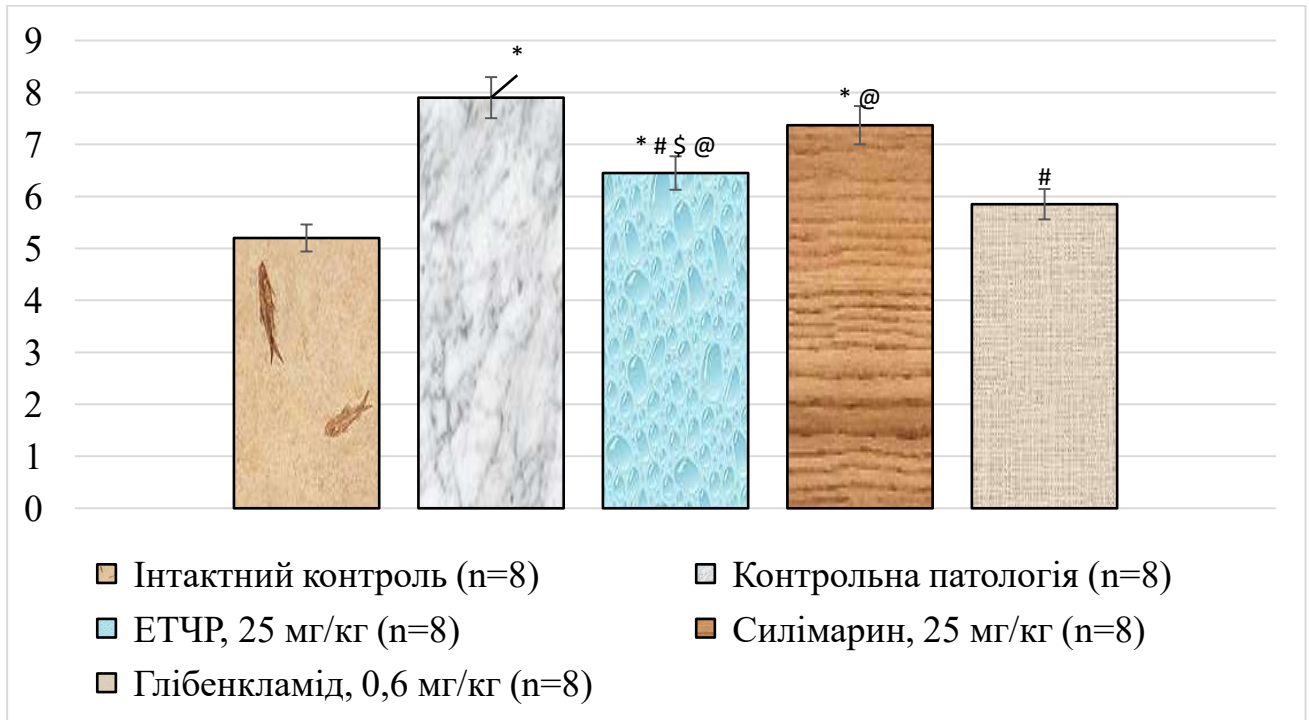 9
8
7
6
5
4
3
2
1
0
*
* # $ @
* @
#
Інтактний контроль (n=8)
Контрольна патологія (n=8)
ЕТЧР, 25 мг/кг (n=8)
Силімарин, 25 мг/кг (n=8)
Глібенкламід, 0,6 мг/кг (n=8)